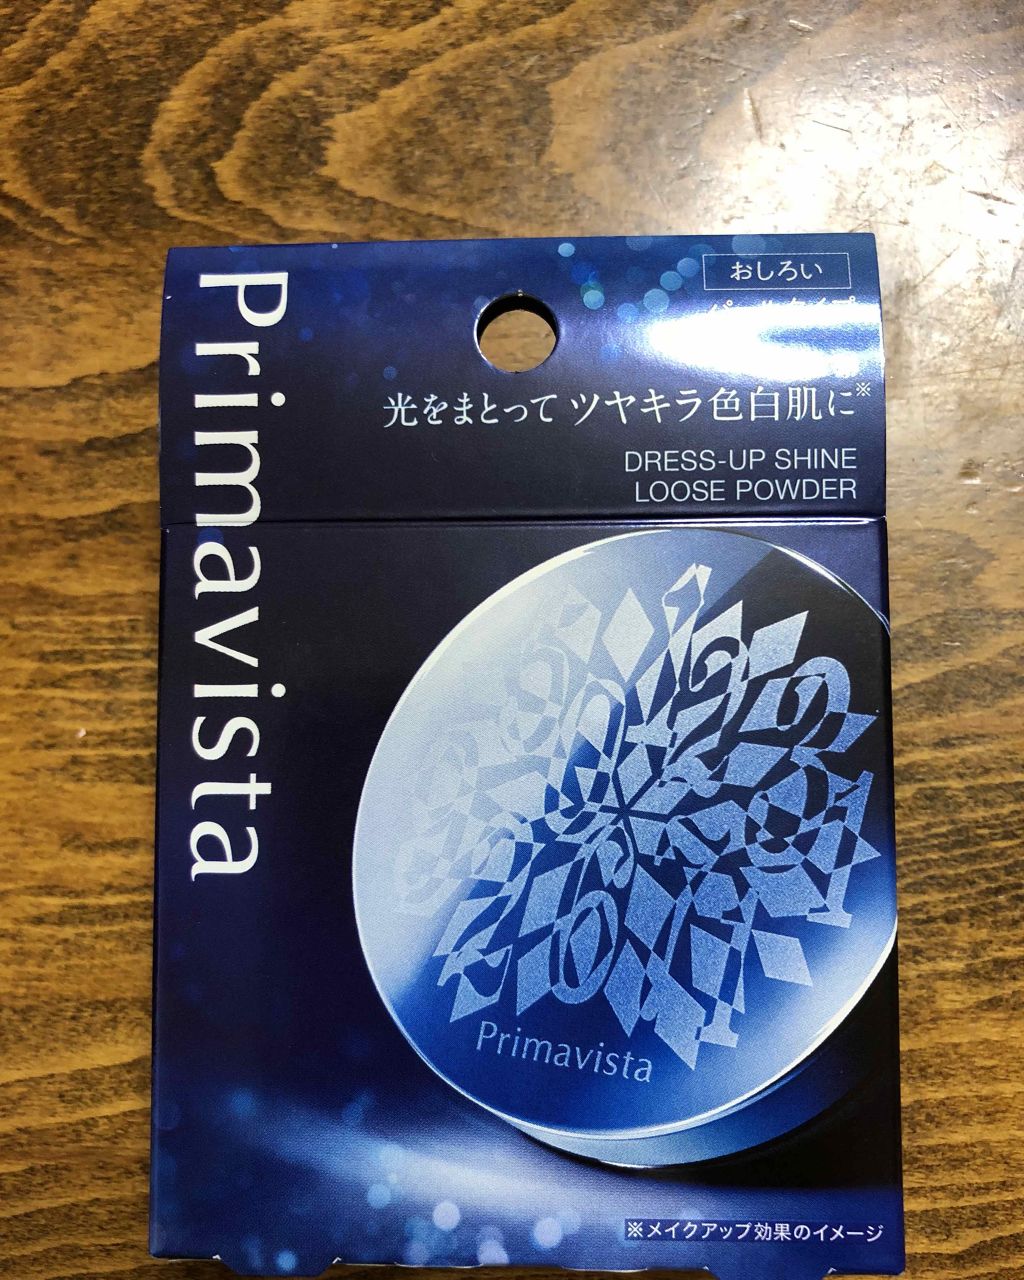 Primavista
おしろい
光をまとって ツヤキラ色白肌に※
DRESS-UP SHINE
LOOSE POWDER
Primavista
※メイクアップ効果のイメージ